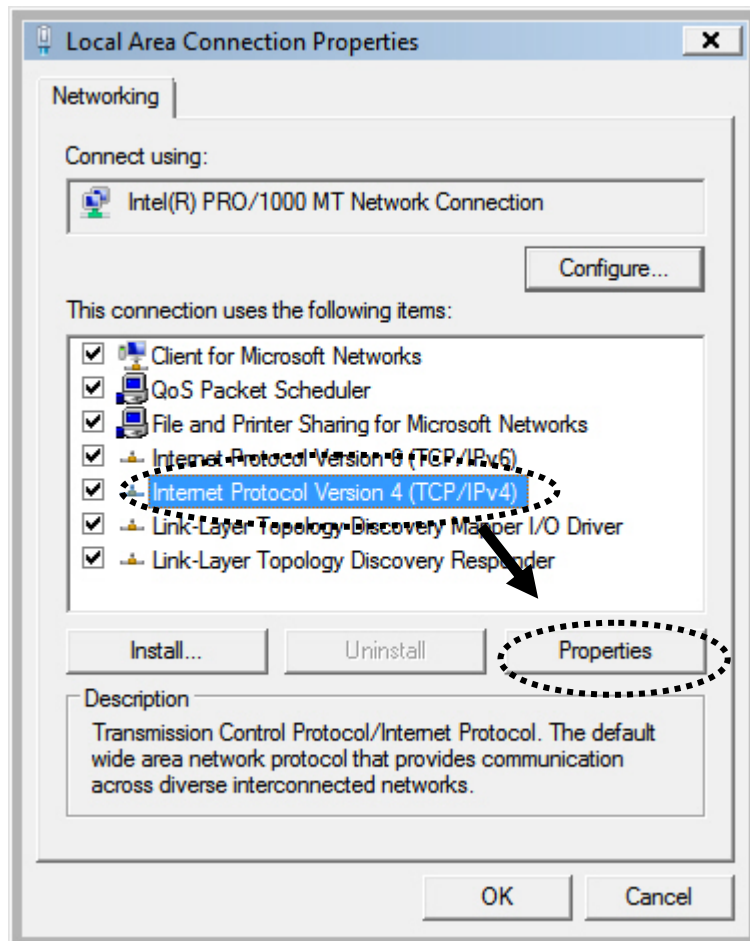 Local Area Connection Properties
Networking
Connect using:
Intel(R) PRO/1000 MT Network Connection
Configure...
This connection uses the following items:
Client for Microsoft Networks
QoS Packet Scheduler
File and Printer Sharing for Microsoft Networks
Internet Protocol Version 6 (TCP/IPv6)
Internet Protocol Version 4 (TCP/IPv4)
Link-Layer Topology Discovery Mapper I/O Driver
Link-Layer Topology Discovery Responder
Install... Uninstall Properties
Description
Transmission Control Protocol/Internet Protocol. The default
wide area network protocol that provides communication
across diverse interconnected networks.
OK Cancel